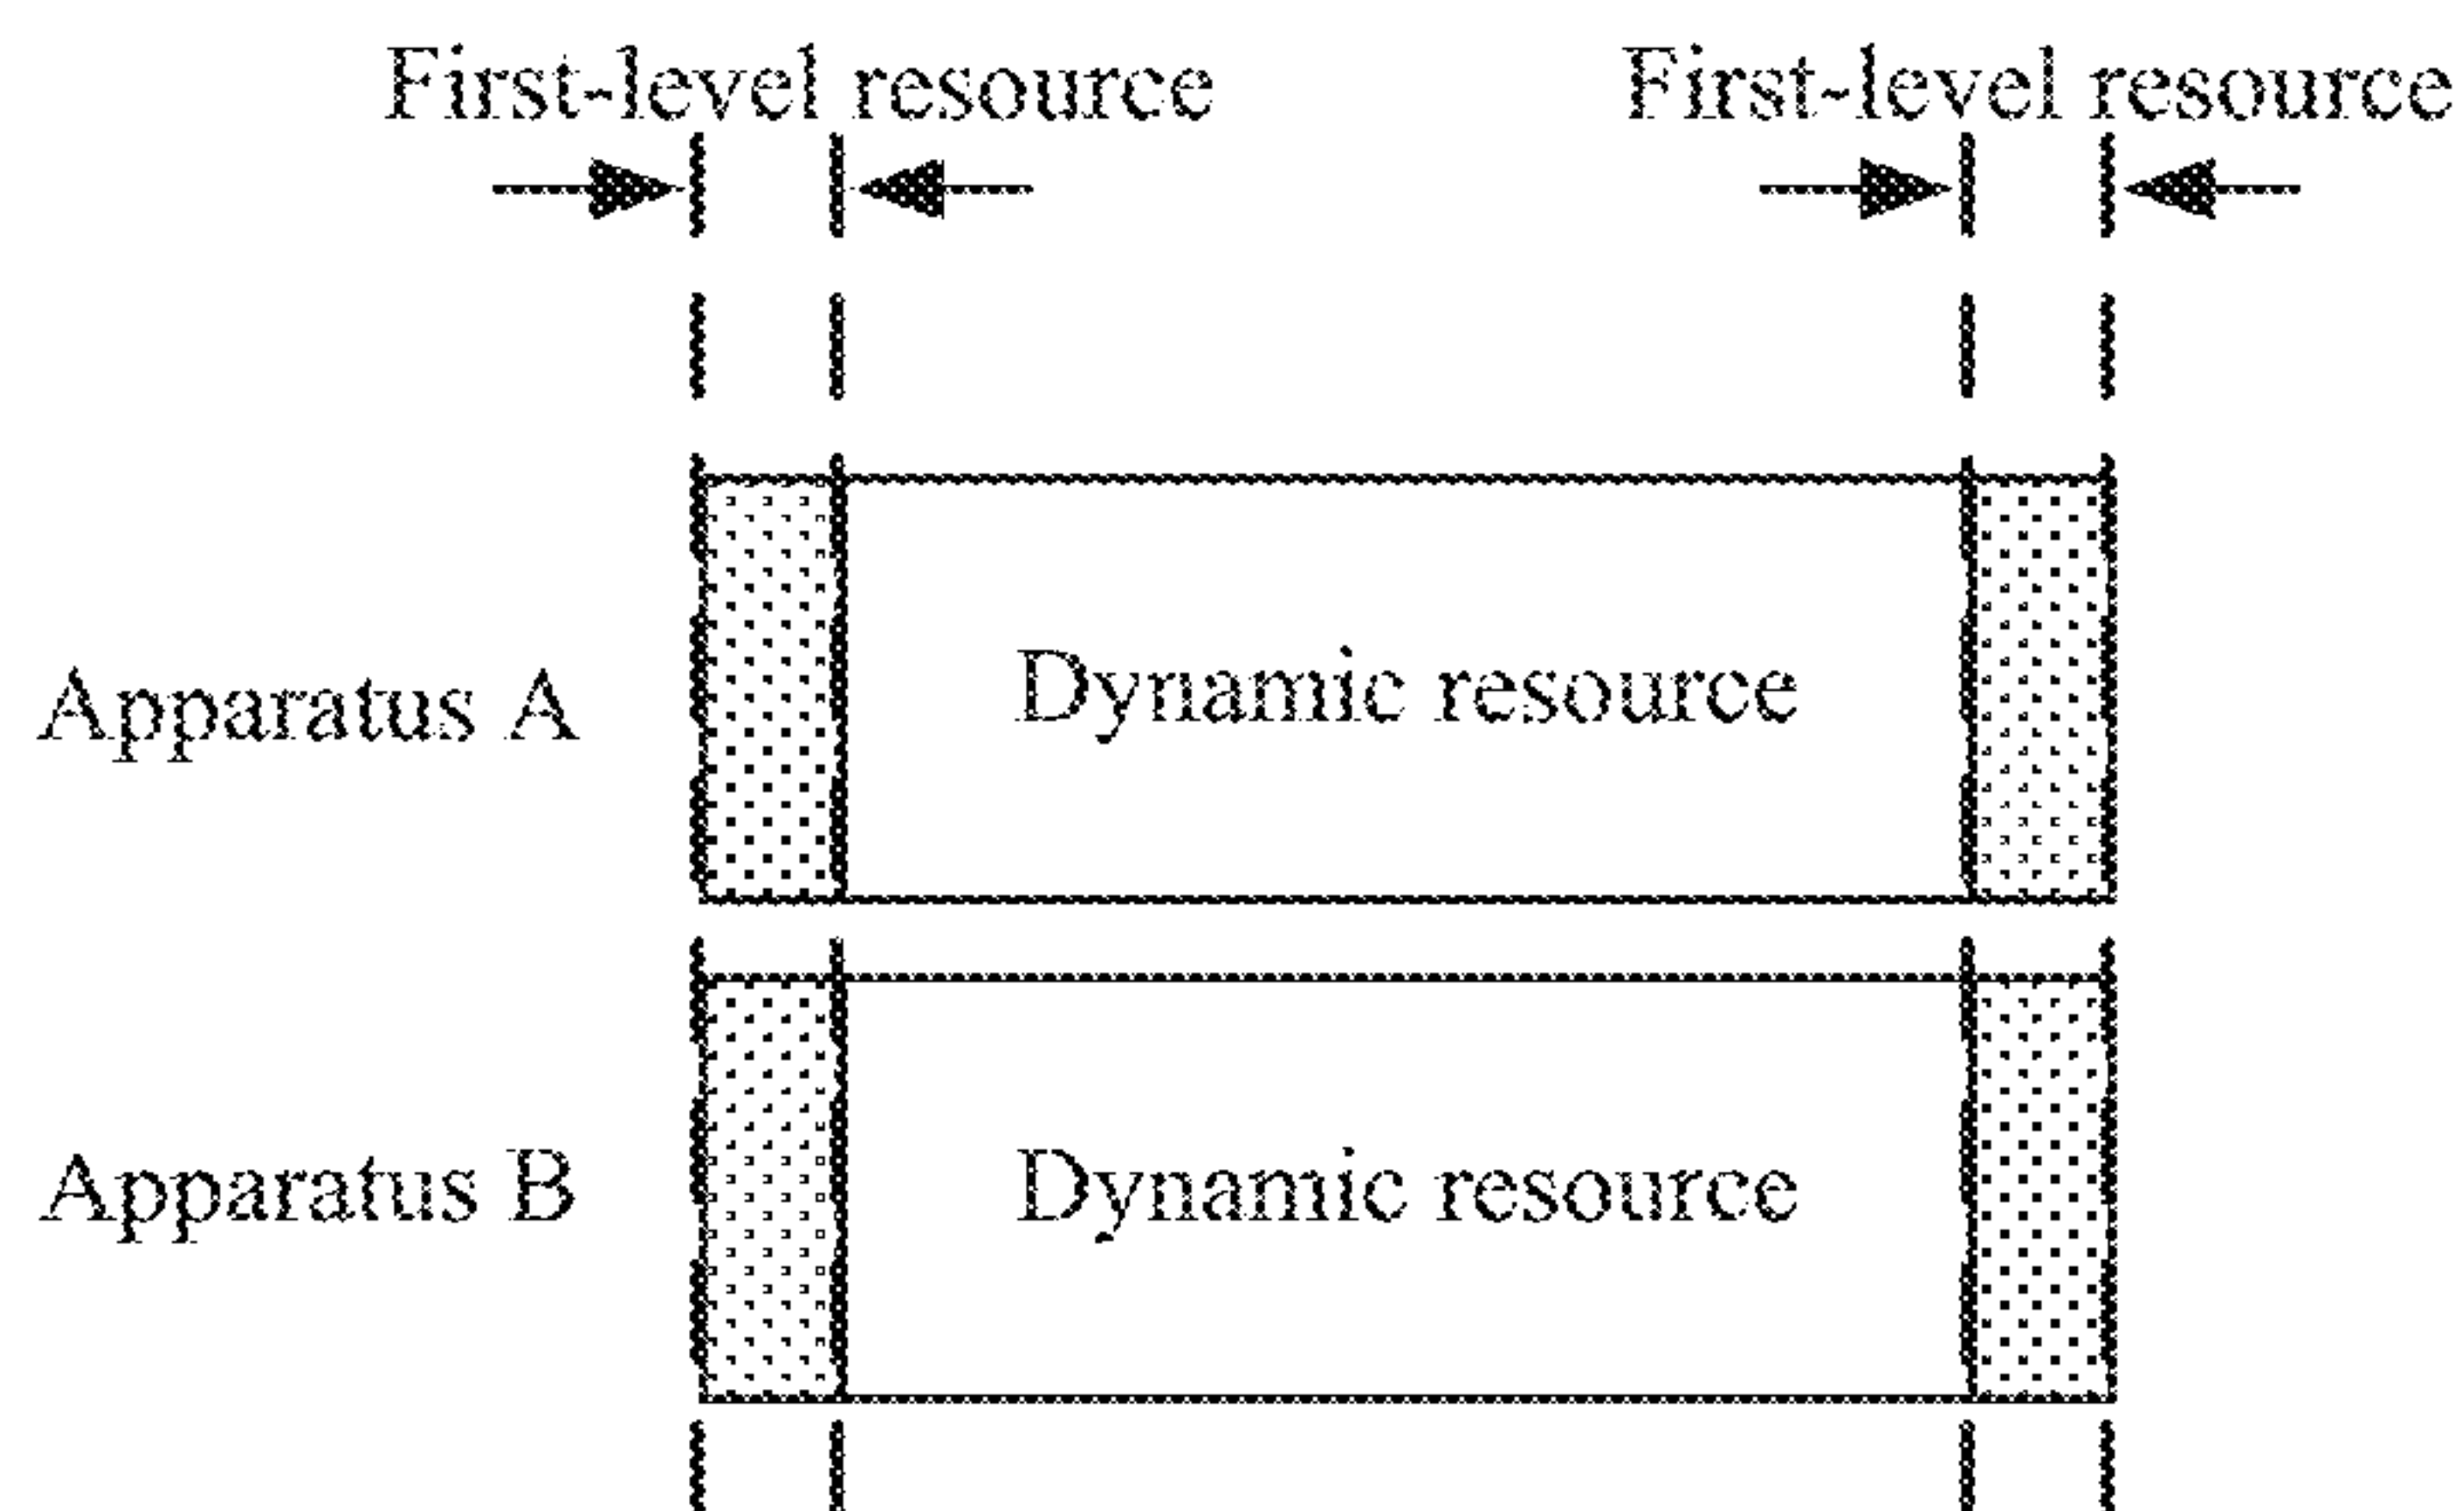 First-level resource
First-level resource
Apparatus A
Dynamic resource
Apparatus B
Dynamic resource